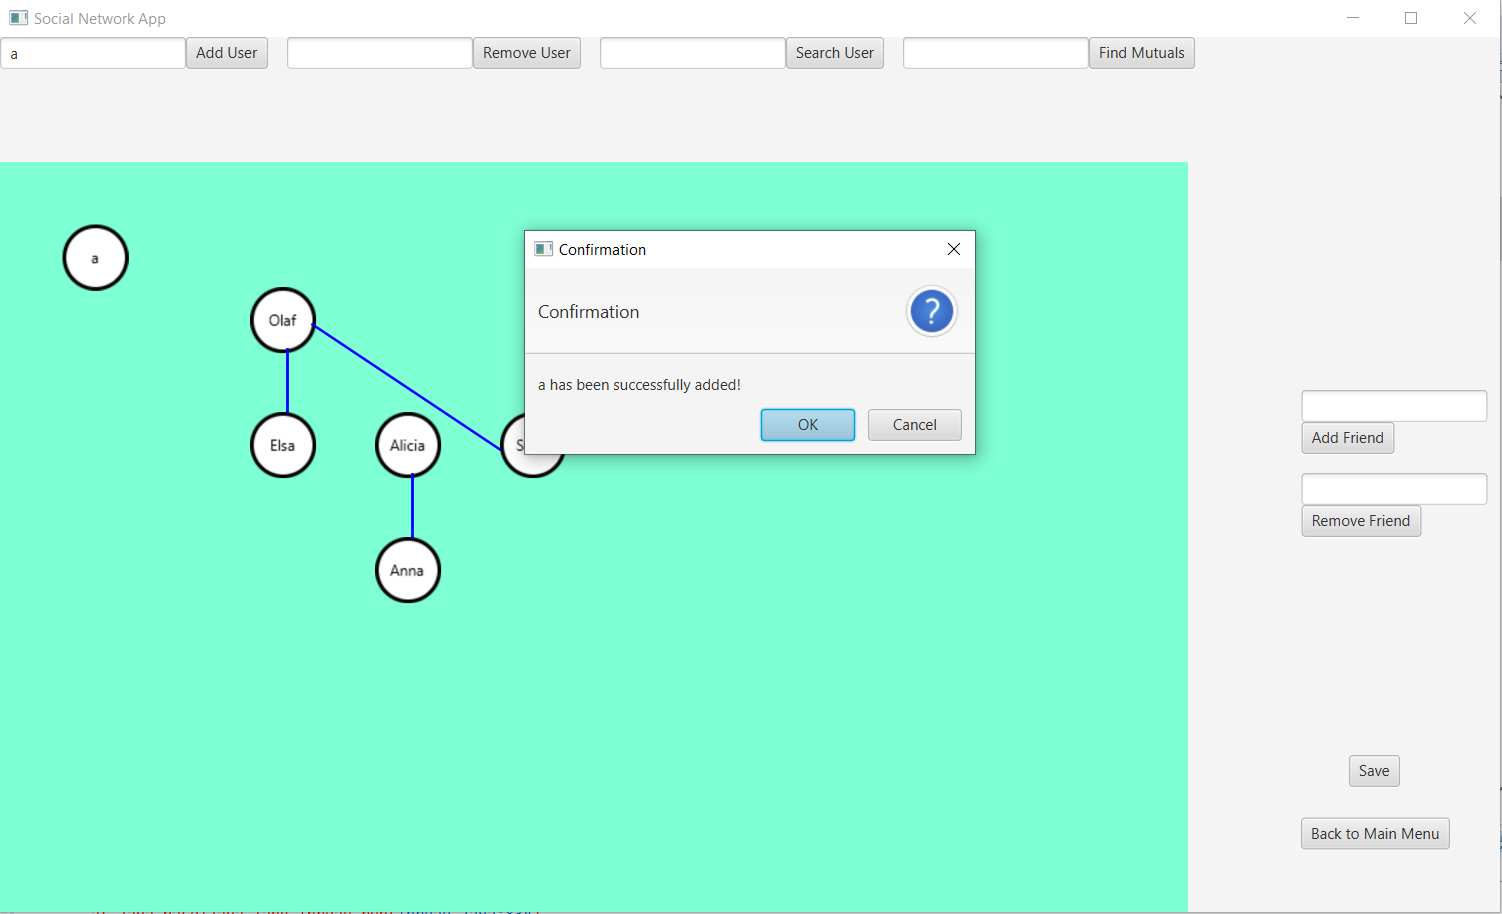 Social Network App
a Add User Remove User Search User Find Mutuals
a
Confirmation
Confirmation
?
Olaf
a has been successfully added!
OK Cancel
Add Friend
Elsa Alicia
Remove Friend
Anna
Save
Back to Main Menu